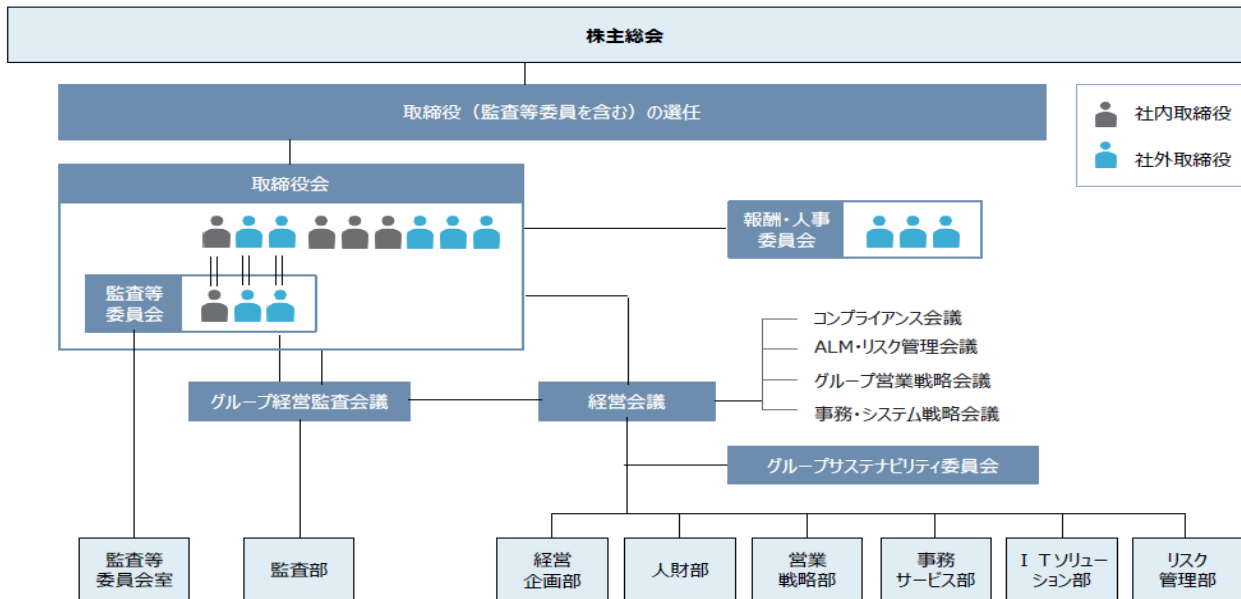 株主総会
取締役（監査等委員を含む）の選任
社内取締役
社外取締役
取締役会
報酬・人事
委員会
監査等
委員会
コンプライアンス会議
ALM・リスク管理会議
グループ営業戦略会議
事務・システム戦略会議
グループ経営監査会議
経営会議
グループサステナビリティ委員会
監査等
委員会室
監査部
経営
企画部
人財部
営業
戦略部
事務
サービス部
ＩＴソリュー
ション部
リスク
管理部